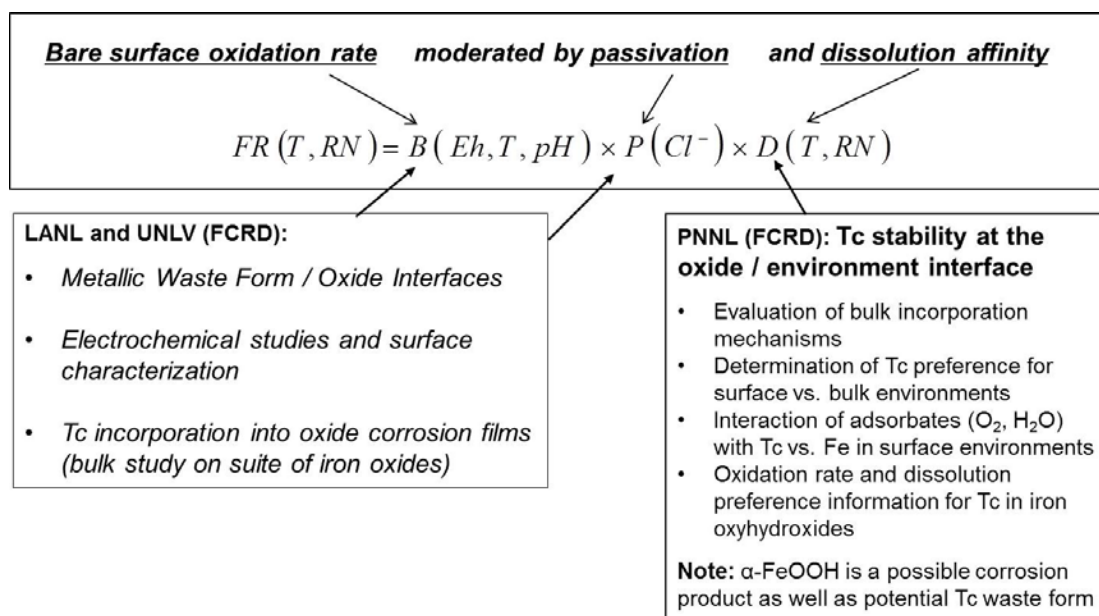 Bare surface oxidation rate moderated by passivation and dissolution affinity
FR(T,RN)=B(Eh,T,pH)×P(Cl⁻)×D(T,RN)
LANL and UNLV (FCRD):
• Metallic Waste Form / Oxide Interfaces
• Electrochemical studies and surface
characterization
• Tc incorporation into oxide corrosion films
(bulk study on suite of iron oxides)
PNNL (FCRD): Tc stability at the
oxide / environment interface
• Evaluation of bulk incorporation
mechanisms
• Determination of Tc preference for
surface vs. bulk environments
• Interaction of adsorbates (O₂, H₂O)
with Tc vs. Fe in surface environments
• Oxidation rate and dissolution
preference information for Tc in iron
oxyhydroxides
Note: α-FeOOH is a possible corrosion
product as well as potential Tc waste form